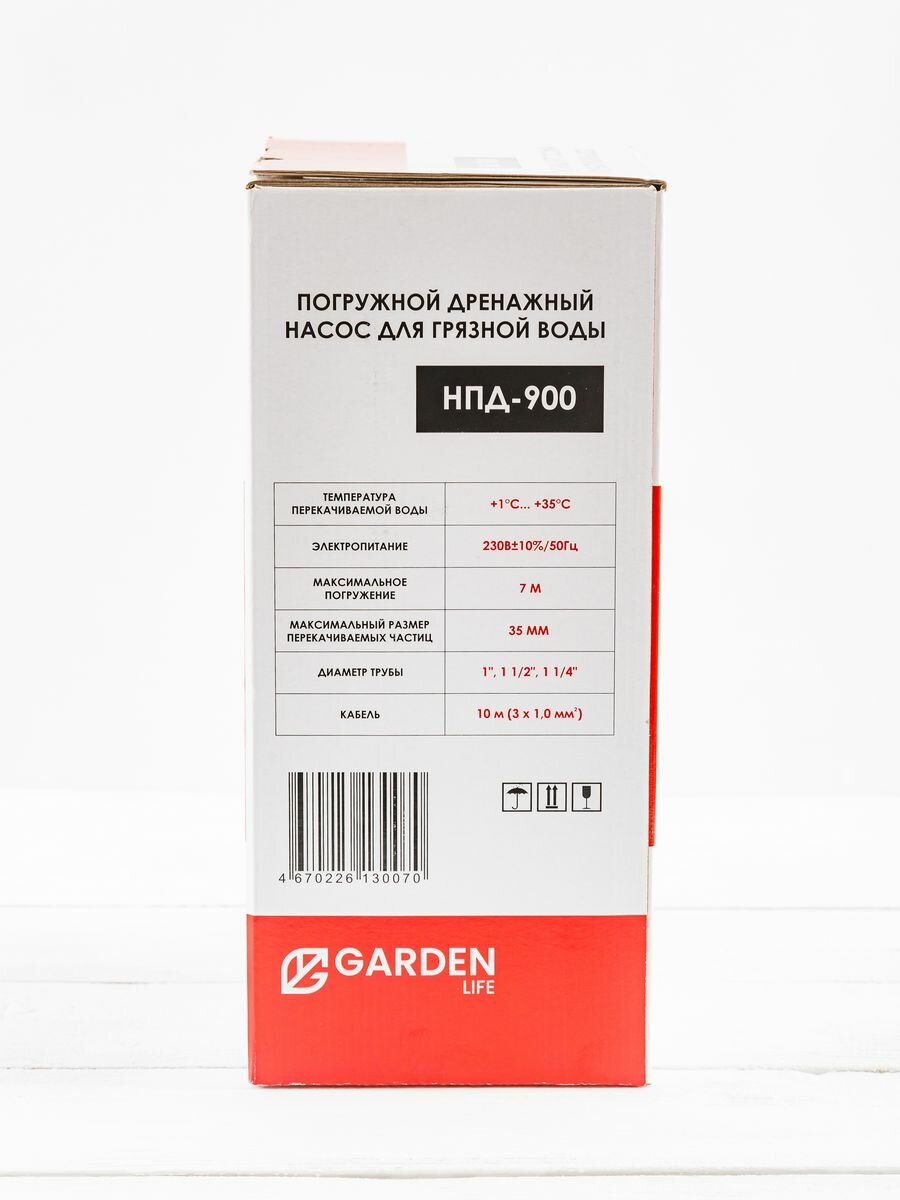 ПОГРУЖНОЙ ДРЕНАЖНЫЙ
НАСОС ДЛЯ ГРЯЗНОЙ ВОДЫ
НПД-900
ТЕМПЕРАТУРА
ПЕРЕКАЧИВАЕМОЙ ВОДЫ
+1°C... +35°C
ЭЛЕКТРОПИТАНИЕ
230В±10%/50Гц
МАКСИМАЛЬНОЕ
ПОГРУЖЕНИЕ
7 М
МАКСИМАЛЬНЫЙ РАЗМЕР
ПЕРЕКАЧИВАЕМЫХ ЧАСТИЦ
35 ММ
ДИАМЕТР ТРУБЫ
1", 1 1/2", 1 1/4"
КАБЕЛЬ
10 м (3 x 1,0 мм²)
4 670226 130070
GARDEN
LIFE